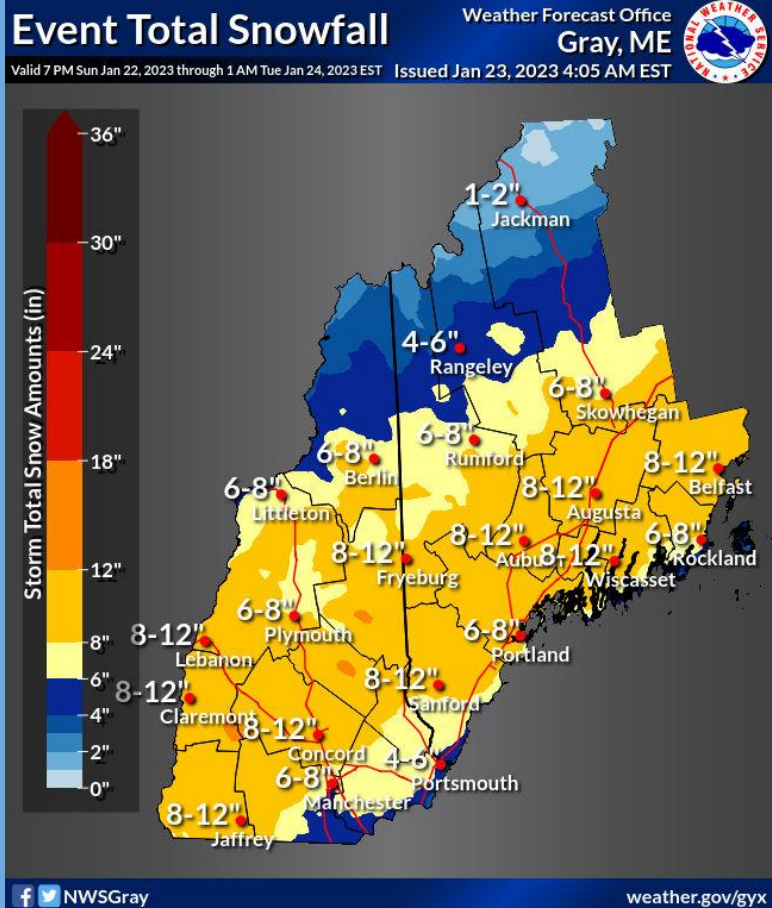 Event Total Snowfall
Valid 7 PM Sun Jan 22, 2023 through 1 AM Tue Jan 24, 2023 EST
Weather Forecast Office
Gray, ME
Issued Jan 23, 2023 4:05 AM EST
NATIONAL WEATHER SERVICE
Storm Total Snow Amounts (in)
36"
30"
24"
18"
12"
8"
6"
4"
2"
0"
1-2"
Jackman
4-6"
Rangeley
6-8"
Skowhegan
6-8"
Rumford
6-8"
Berlin
8-12"
Belfast
6-8"
Littleton
8-12"
Augusta
8-12"
Auburn
8-12"
Wiscasset
6-8"
Rockland
8-12"
Fryeburg
6-8"
Plymouth
6-8"
Portland
8-12"
Lebanon
8-12"
Sanford
8-12"
Claremont
8-12"
Concord
4-6"
Portsmouth
6-8"
Manchester
8-12"
Jaffrey
NWSGray
weather.gov/gyx